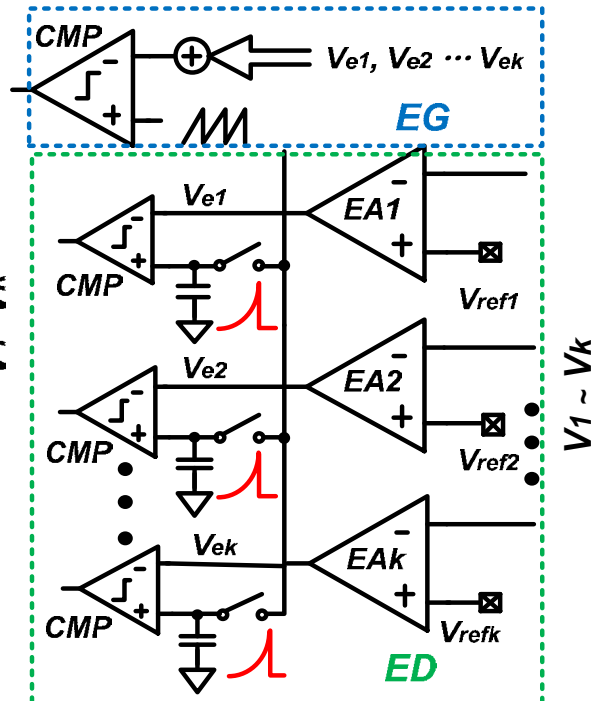 CMP
−
+
+
Ve1, Ve2 ··· Vek
EG
Ve1
−
+
CMP
−
EA1
+
Vref1
Ve2
−
+
CMP
−
EA2
+
Vref2
V1 ~ Vk
Vek
−
+
CMP
−
EAk
+
Vrefk
ED